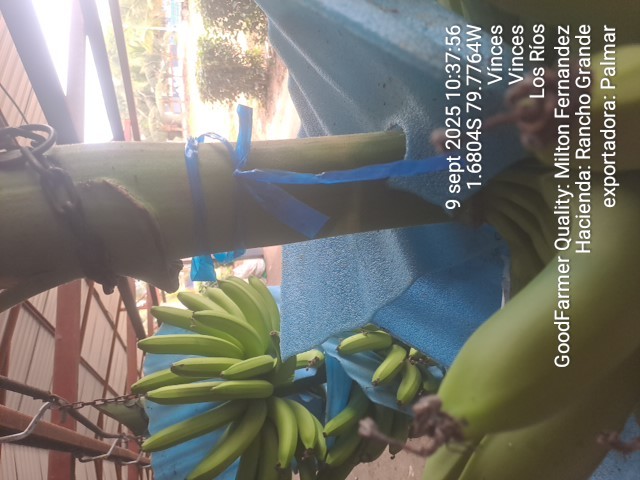 9 sept 2025 10:37:56
1.6804S 79.7764W
Vínces
Vinces
Los Ríos
GoodFarmer Quality: Milton Fernandez
Hacienda: Rancho Grande
exportadora: Palmar